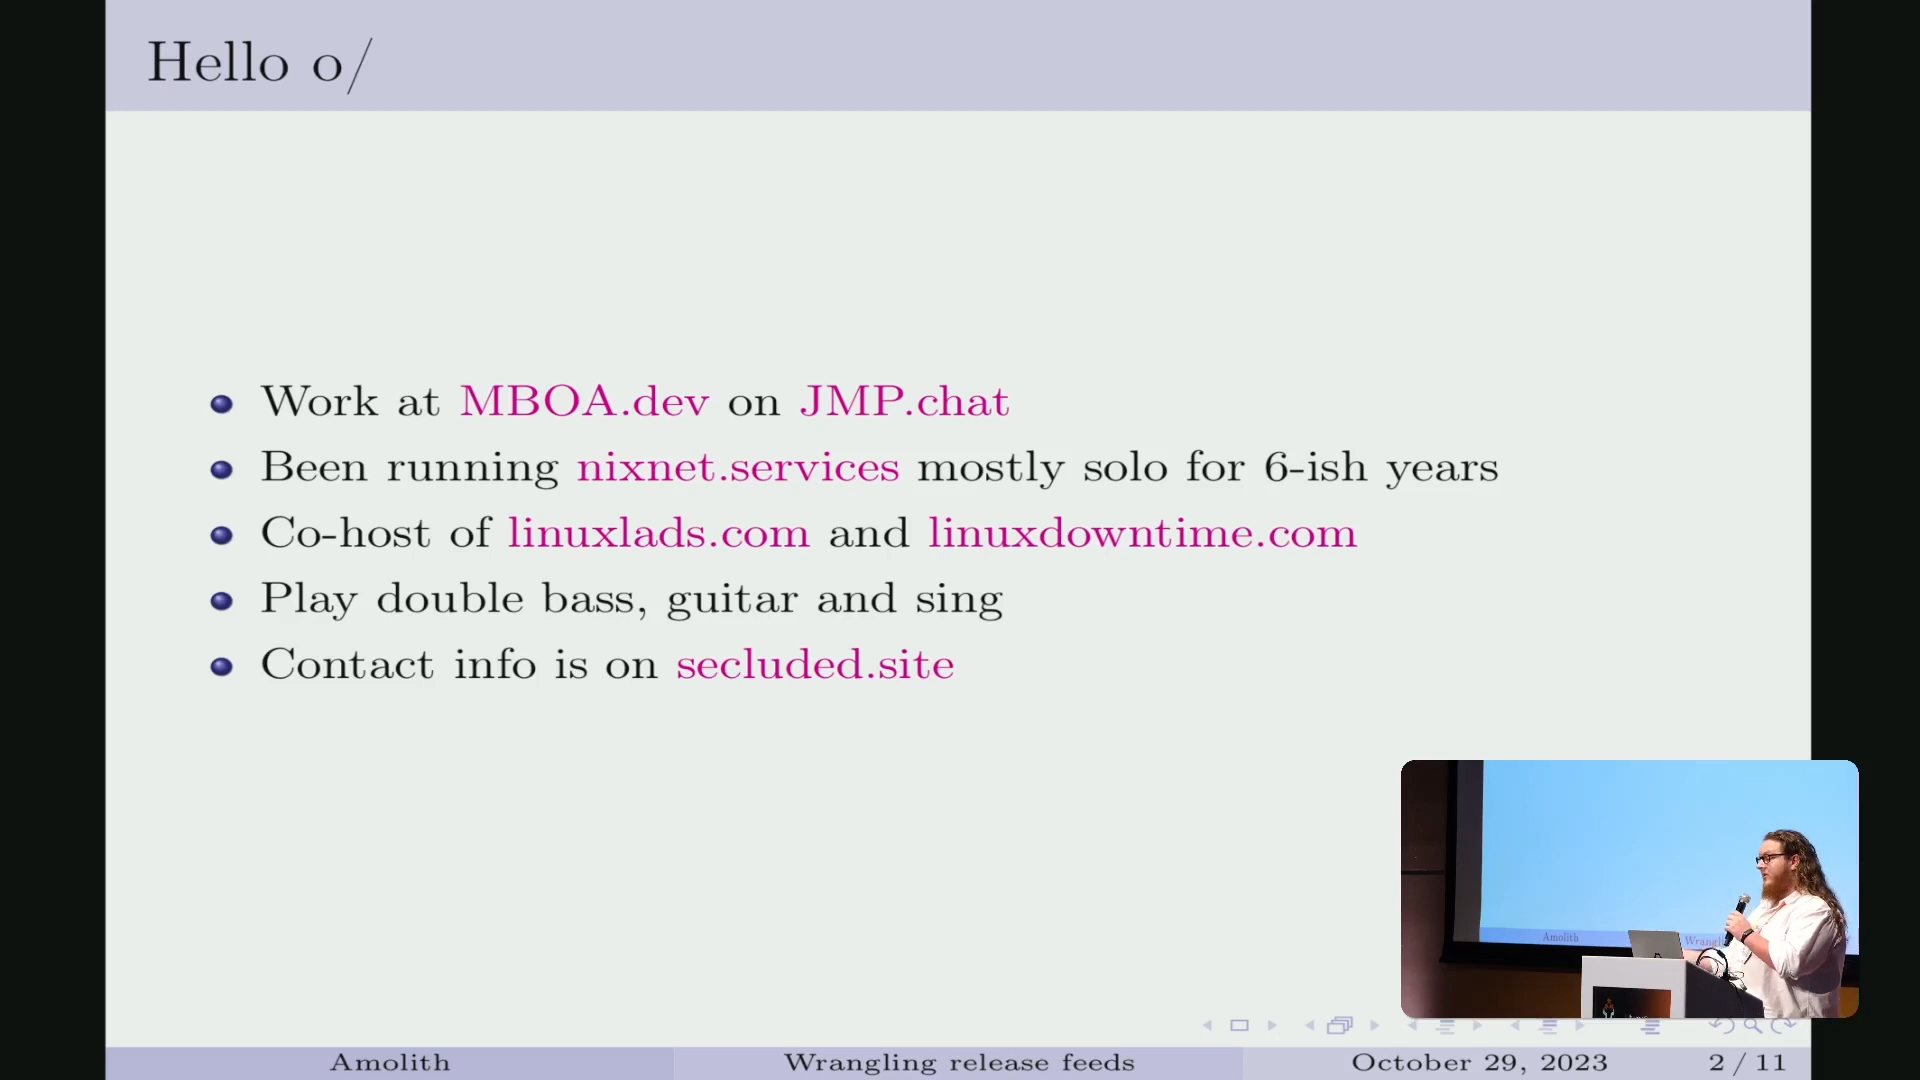 Hello o/
Work at MBOA.dev on JMP.chat
Been running nixnet.services mostly solo for 6-ish years
Co-host of linuxlads.com and linuxdowntime.com
Play double bass, guitar and sing
Contact info is on secluded.site
Amolith
Amolith Wrangling release feeds October 29, 2023 2 / 11